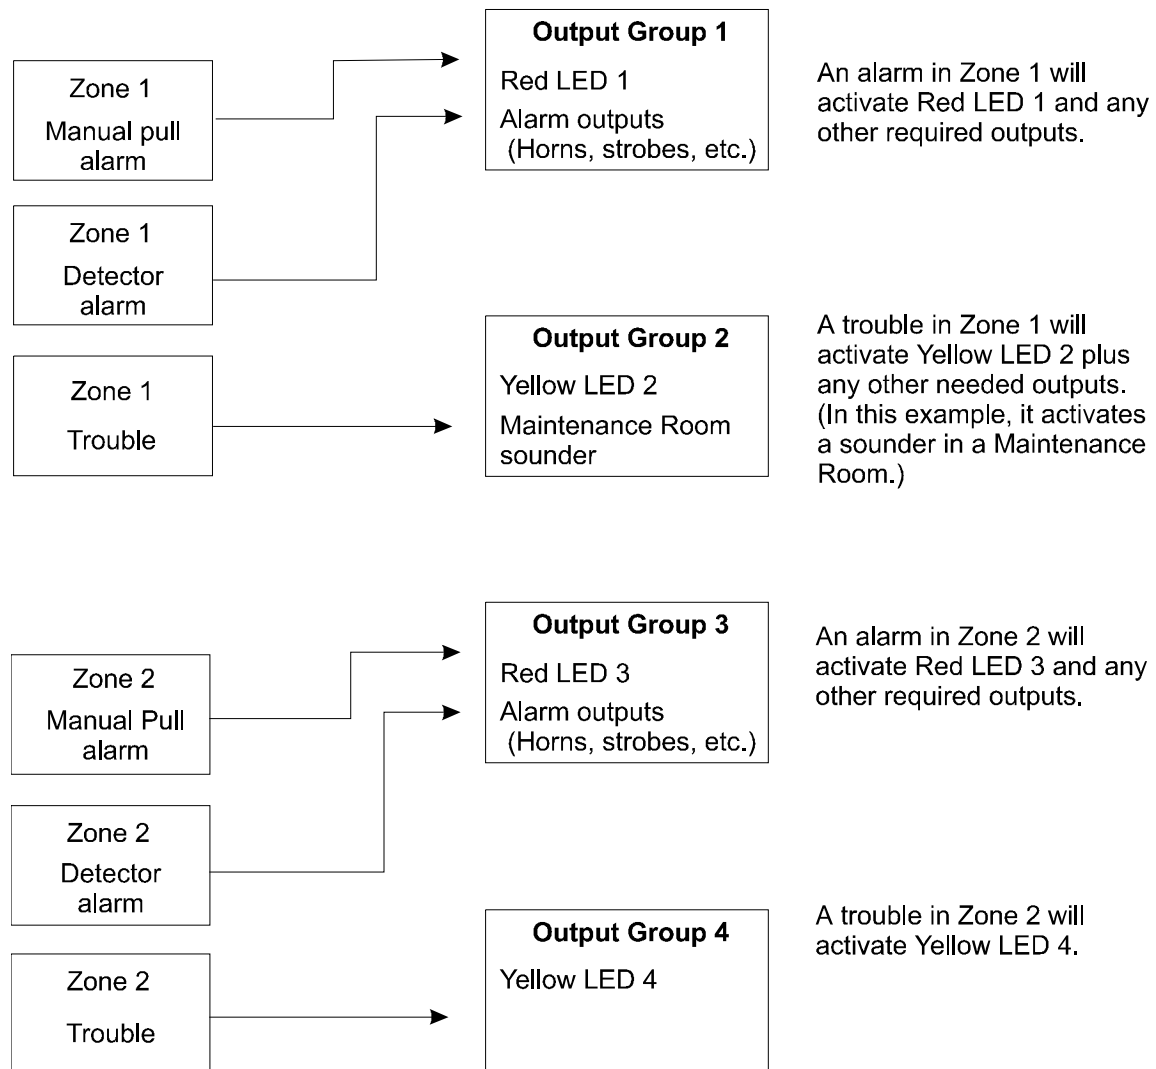 Zone 1
Manual pull
alarm
Output Group 1
Red LED 1
Alarm outputs
(Horns, strobes, etc.)
An alarm in Zone 1 will
activate Red LED 1 and any
other required outputs.
Zone 1
Detector
alarm
Zone 1
Trouble
Output Group 2
Yellow LED 2
Maintenance Room
sounder
A trouble in Zone 1 will
activate Yellow LED 2 plus
any other needed outputs.
(In this example, it activates
a sounder in a Maintenance
Room.)
Zone 2
Manual Pull
alarm
Output Group 3
Red LED 3
Alarm outputs
(Horns, strobes, etc.)
An alarm in Zone 2 will
activate Red LED 3 and any
other required outputs.
Zone 2
Detector
alarm
Zone 2
Trouble
Output Group 4
Yellow LED 4
A trouble in Zone 2 will
activate Yellow LED 4.